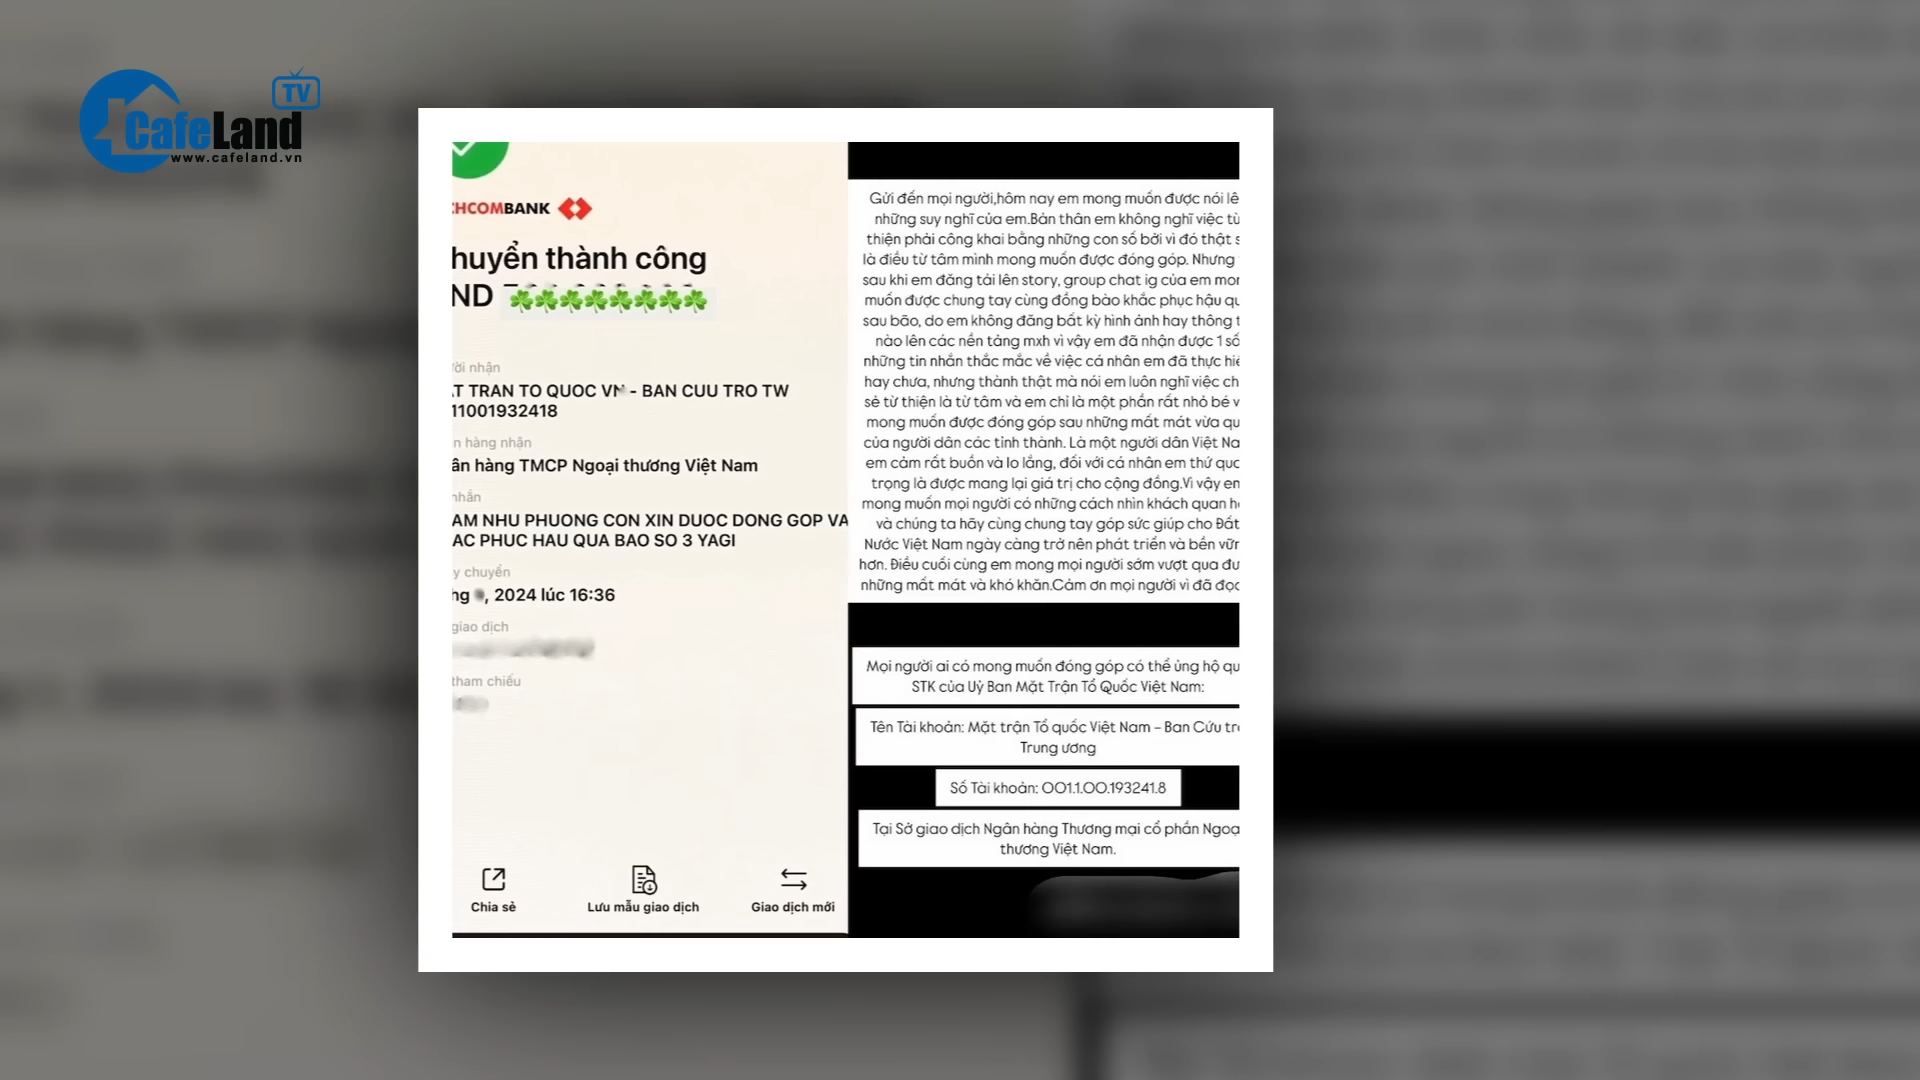 CafeLand
TV
www.cafeland.vn
CHCOMBANK
huyển thành công
ND
ười nhận
T TRAN TO QUOC VN - BAN CUU TRO TW
11001932418
n hàng nhận
ân hàng TMCP Ngoại thương Việt Nam
nhắn
AM NHU PHUONG CON XIN DUOC DONG GOP VA
AC PHUC HAU QUA BAO SO 3 YAGI
y chuyển
ng , 2024 lúc 16:36
giao dịch
tham chiếu
Chia sẻ
Lưu mẫu giao dịch
Giao dịch mới
Gửi đến mọi người,hôm nay em mong muốn được nói lê
những suy nghĩ của em.Bản thân em không nghĩ việc từ
thiện phải công khai bằng những con số bởi vì đó thật s
là điều từ tâm mình mong muốn được đóng góp. Nhưng
sau khi em đăng tải lên story, group chat ig của em mon
muốn được chung tay cùng đồng bào khắc phục hậu qu
sau bão, do em không đăng bất kỳ hình ảnh hay thông t
nào lên các nền tảng mxh vì vậy em đã nhận được 1 số
những tin nhắn thắc mắc về việc cá nhân em đã thực hiệ
hay chưa, nhưng thành thật mà nói em luôn nghĩ việc ch
sẻ từ thiện là từ tâm và em chỉ là một phần rất nhỏ bé v
mong muốn được đóng góp sau những mất mát vừa qu
của người dân các tỉnh thành. Là một người dân Việt Na
em cảm rất buồn và lo lắng, đối với cá nhân em thứ quo
trọng là được mang lại giá trị cho cộng đồng.Vì vậy em
mong muốn mọi người có những cách nhìn khách quan h
và chúng ta hãy cùng chung tay góp sức giúp cho Đất
Nước Việt Nam ngày càng trở nên phát triển và bền vữn
hơn. Điều cuối cùng em mong mọi người sớm vượt qua đư
những mất mát và khó khăn.Cảm ơn mọi người vì đã đọc
Mọi người ai có mong muốn đóng góp có thể ủng hộ qu
STK của Uỷ Ban Mặt Trận Tổ Quốc Việt Nam:
Tên Tài khoản: Mặt trận Tổ quốc Việt Nam – Ban Cứu trợ
Trung ương
Số Tài khoản: 001.1.00.193241.8
Tại Sở giao dịch Ngân hàng Thương mại cổ phần Ngoạ
thương Việt Nam.